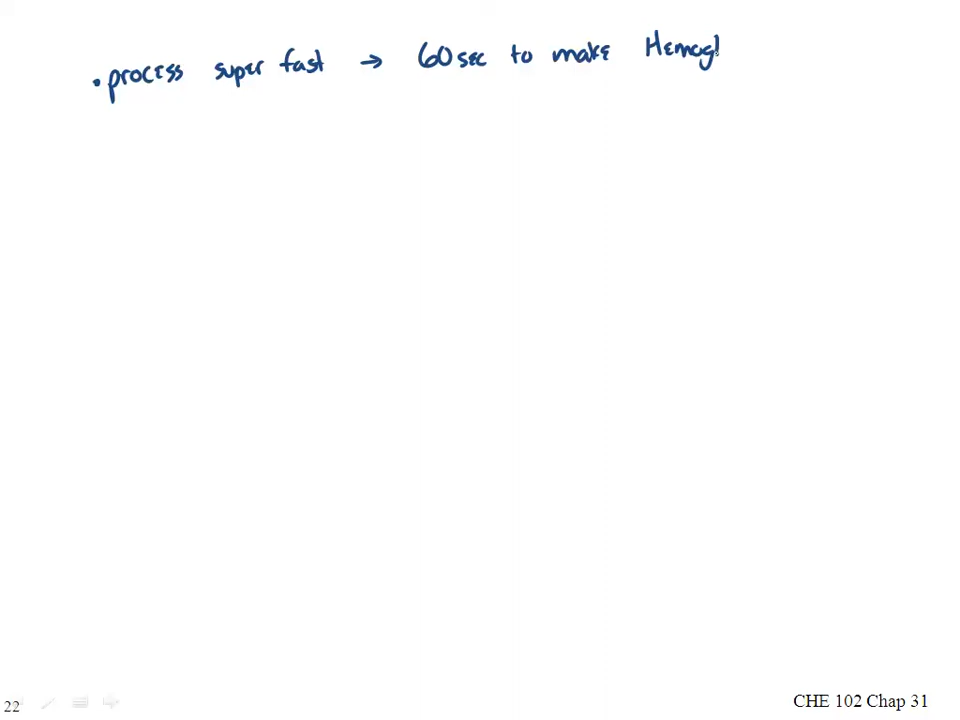 • process super fast → 60 sec to make Hemogl
22
CHE 102 Chap 31